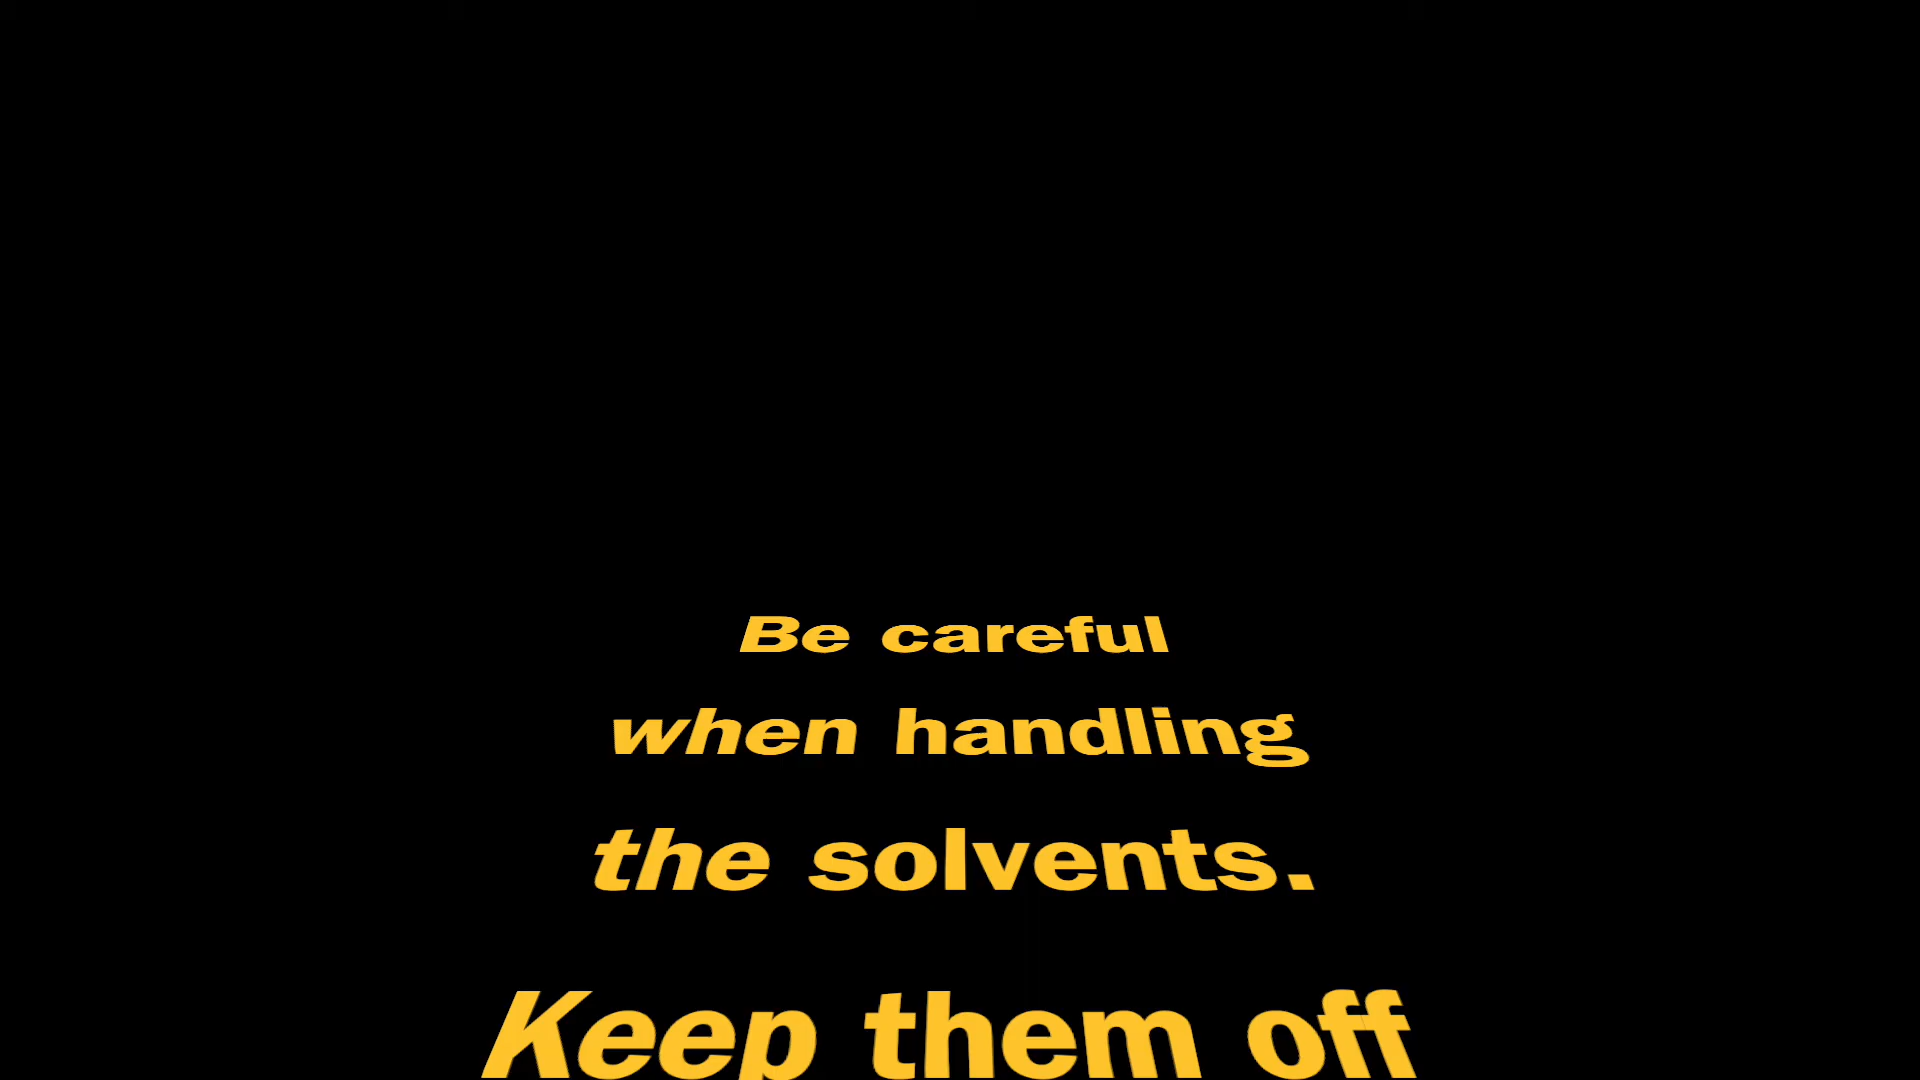 Be careful
when handling
the solvents.
Keep them off